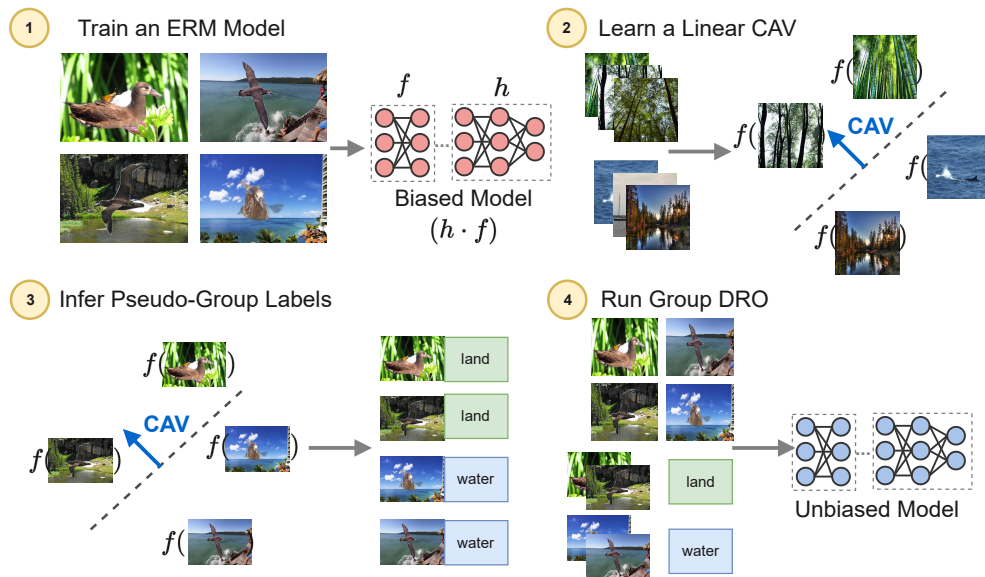 1 Train an ERM Model
f h
Biased Model
(h · f)
2 Learn a Linear CAV
f(
f( )
CAV
f(
f( )
3 Infer Pseudo-Group Labels
f( )
CAV
f( )
f( )
f(
land
land
water
water
4 Run Group DRO
land
water
Unbiased Model